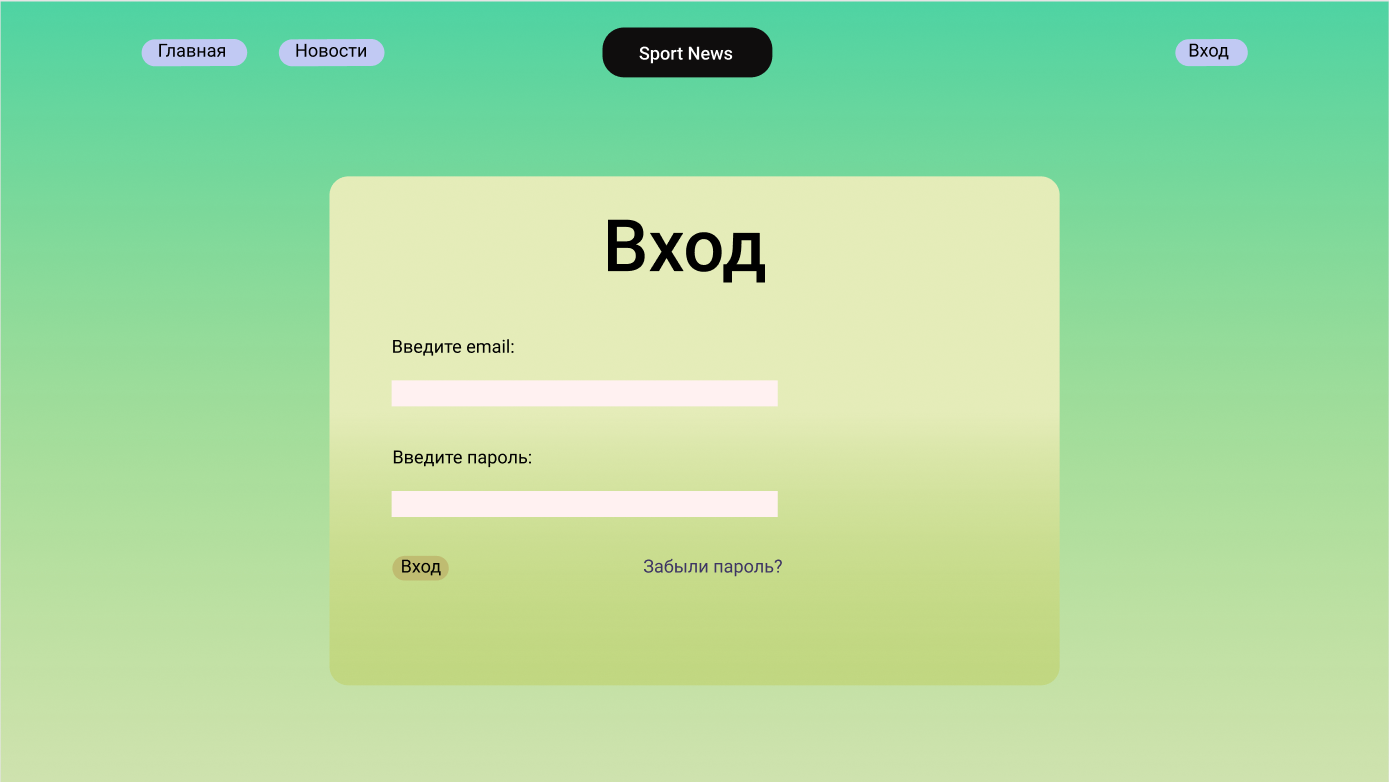 Главная
Новости
Sport News
Вход
Вход
Введите email:
Введите пароль:
Вход
Забыли пароль?